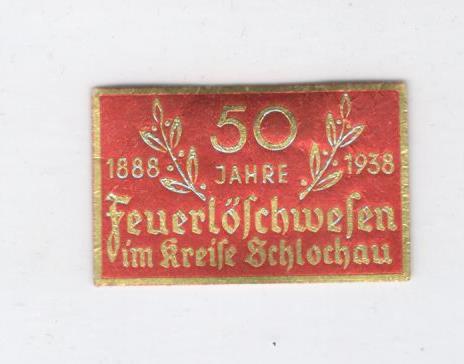 50
1888 JAHRE 1938
Feuerlöschwesen
im Kreise Schlochau